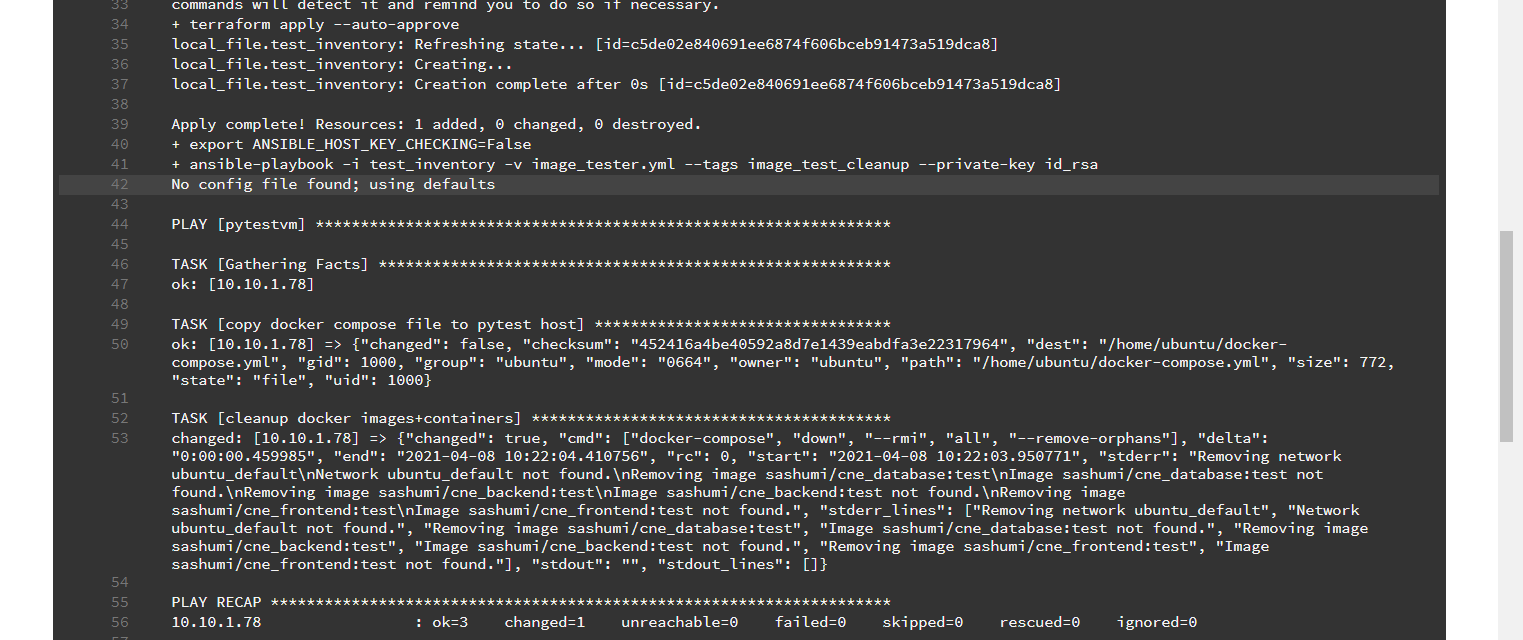 33 commands will detect it and remind you to do so if necessary.
34 + terraform apply --auto-approve
35 local_file.test_inventory: Refreshing state... [id=c5de02e840691ee6874f606bceb91473a519dca8]
36 local_file.test_inventory: Creating...
37 local_file.test_inventory: Creation complete after 0s [id=c5de02e840691ee6874f606bceb91473a519dca8]
38
39 Apply complete! Resources: 1 added, 0 changed, 0 destroyed.
40 + export ANSIBLE_HOST_KEY_CHECKING=False
41 + ansible-playbook -i test_inventory -v image_tester.yml --tags image_test_cleanup --private-key id_rsa
42 No config file found; using defaults
43
44 PLAY [pytestvm] ****************************************************************
45
46 TASK [Gathering Facts] *********************************************************
47 ok: [10.10.1.78]
48
49 TASK [copy docker compose file to pytest host] *********************************
50 ok: [10.10.1.78] => {"changed": false, "checksum": "452416a4be40592a8d7e1439eabdfa3e22317964", "dest": "/home/ubuntu/docker-
compose.yml", "gid": 1000, "group": "ubuntu", "mode": "0664", "owner": "ubuntu", "path": "/home/ubuntu/docker-compose.yml", "size": 772,
"state": "file", "uid": 1000}
51
52 TASK [cleanup docker images+containers] ****************************************
53 changed: [10.10.1.78] => {"changed": true, "cmd": ["docker-compose", "down", "--rmi", "all", "--remove-orphans"], "delta":
"0:00:00.459985", "end": "2021-04-08 10:22:04.410756", "rc": 0, "start": "2021-04-08 10:22:03.950771", "stderr": "Removing network
ubuntu_default\nNetwork ubuntu_default not found.\nRemoving image sashumi/cne_database:test\nImage sashumi/cne_database:test not
found.\nRemoving image sashumi/cne_backend:test\nImage sashumi/cne_backend:test not found.\nRemoving image
sashumi/cne_frontend:test\nImage sashumi/cne_frontend:test not found.", "stderr_lines": ["Removing network ubuntu_default", "Network
ubuntu_default not found.", "Removing image sashumi/cne_database:test", "Image sashumi/cne_database:test not found.", "Removing image
sashumi/cne_backend:test", "Image sashumi/cne_backend:test not found.", "Removing image sashumi/cne_frontend:test", "Image
sashumi/cne_frontend:test not found."], "stdout": "", "stdout_lines": []}
54
55 PLAY RECAP *********************************************************************
56 10.10.1.78 : ok=3 changed=1 unreachable=0 failed=0 skipped=0 rescued=0 ignored=0
57